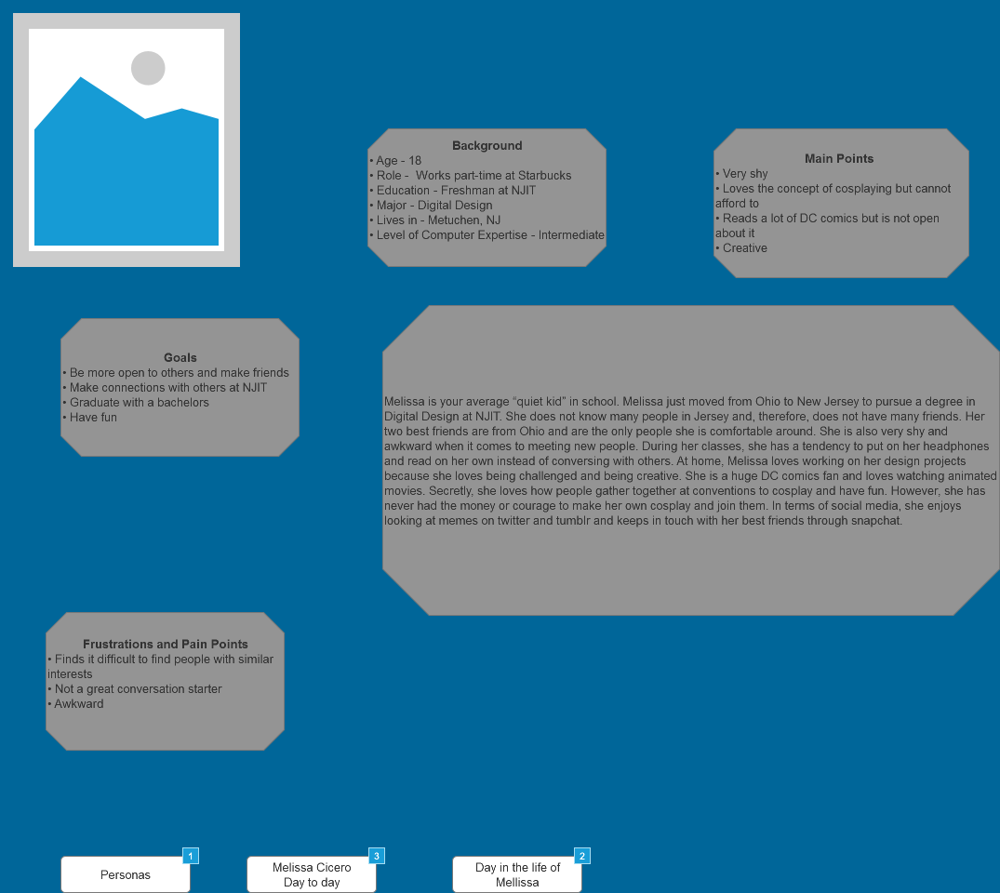 Background
• Age - 18
• Role -  Works part-time at Starbucks
• Education - Freshman at NJIT
• Major - Digital Design
• Lives in - Metuchen, NJ
• Level of Computer Expertise - Intermediate
Main Points
• Very shy
• Loves the concept of cosplaying but cannot
afford to
• Reads a lot of DC comics but is not open
about it
• Creative
Goals
• Be more open to others and make friends
• Make connections with others at NJIT
• Graduate with a bachelors
• Have fun
Melissa is your average “quiet kid” in school. Melissa just moved from Ohio to New Jersey to pursue a degree in
Digital Design at NJIT. She does not know many people in Jersey and, therefore, does not have many friends. Her
two best friends are from Ohio and are the only people she is comfortable around. She is also very shy and
awkward when it comes to meeting new people. During her classes, she has a tendency to put on her headphones
and read on her own instead of conversing with others. At home, Melissa loves working on her design projects
because she loves being challenged and being creative. She is a huge DC comics fan and loves watching animated
movies. Secretly, she loves how people gather together at conventions to cosplay and have fun. However, she has
never had the money or courage to make her own cosplay and join them. In terms of social media, she enjoys
looking at memes on twitter and tumblr and keeps in touch with her best friends through snapchat.
Frustrations and Pain Points
• Finds it difficult to find people with similar
interests
• Not a great conversation starter
• Awkward
1
Personas
3
Melissa Cicero
Day to day
2
Day in the life of
Mellissa